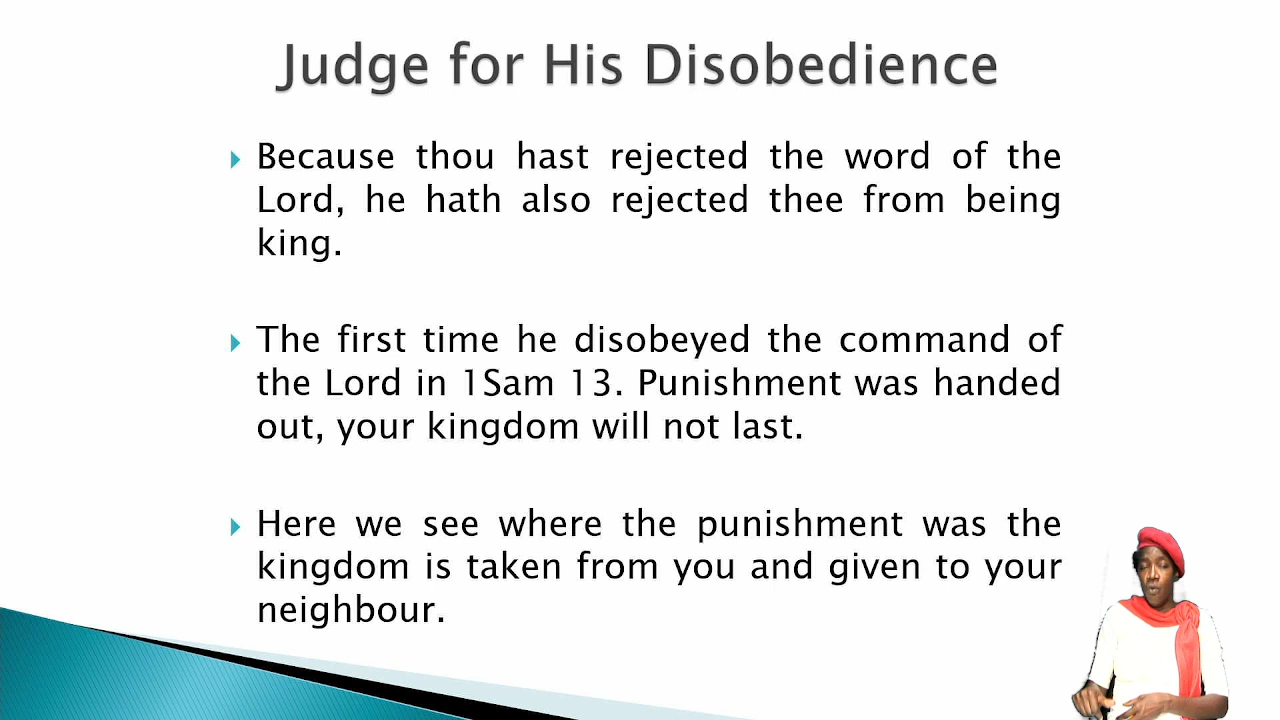 Judge for His Disobedience
Because thou hast rejected the word of the
Lord, he hath also rejected thee from being
king.
The first time he disobeyed the command of
the Lord in 1Sam 13. Punishment was handed
out, your kingdom will not last.
Here we see where the punishment was the
kingdom is taken from you and given to your
neighbour.